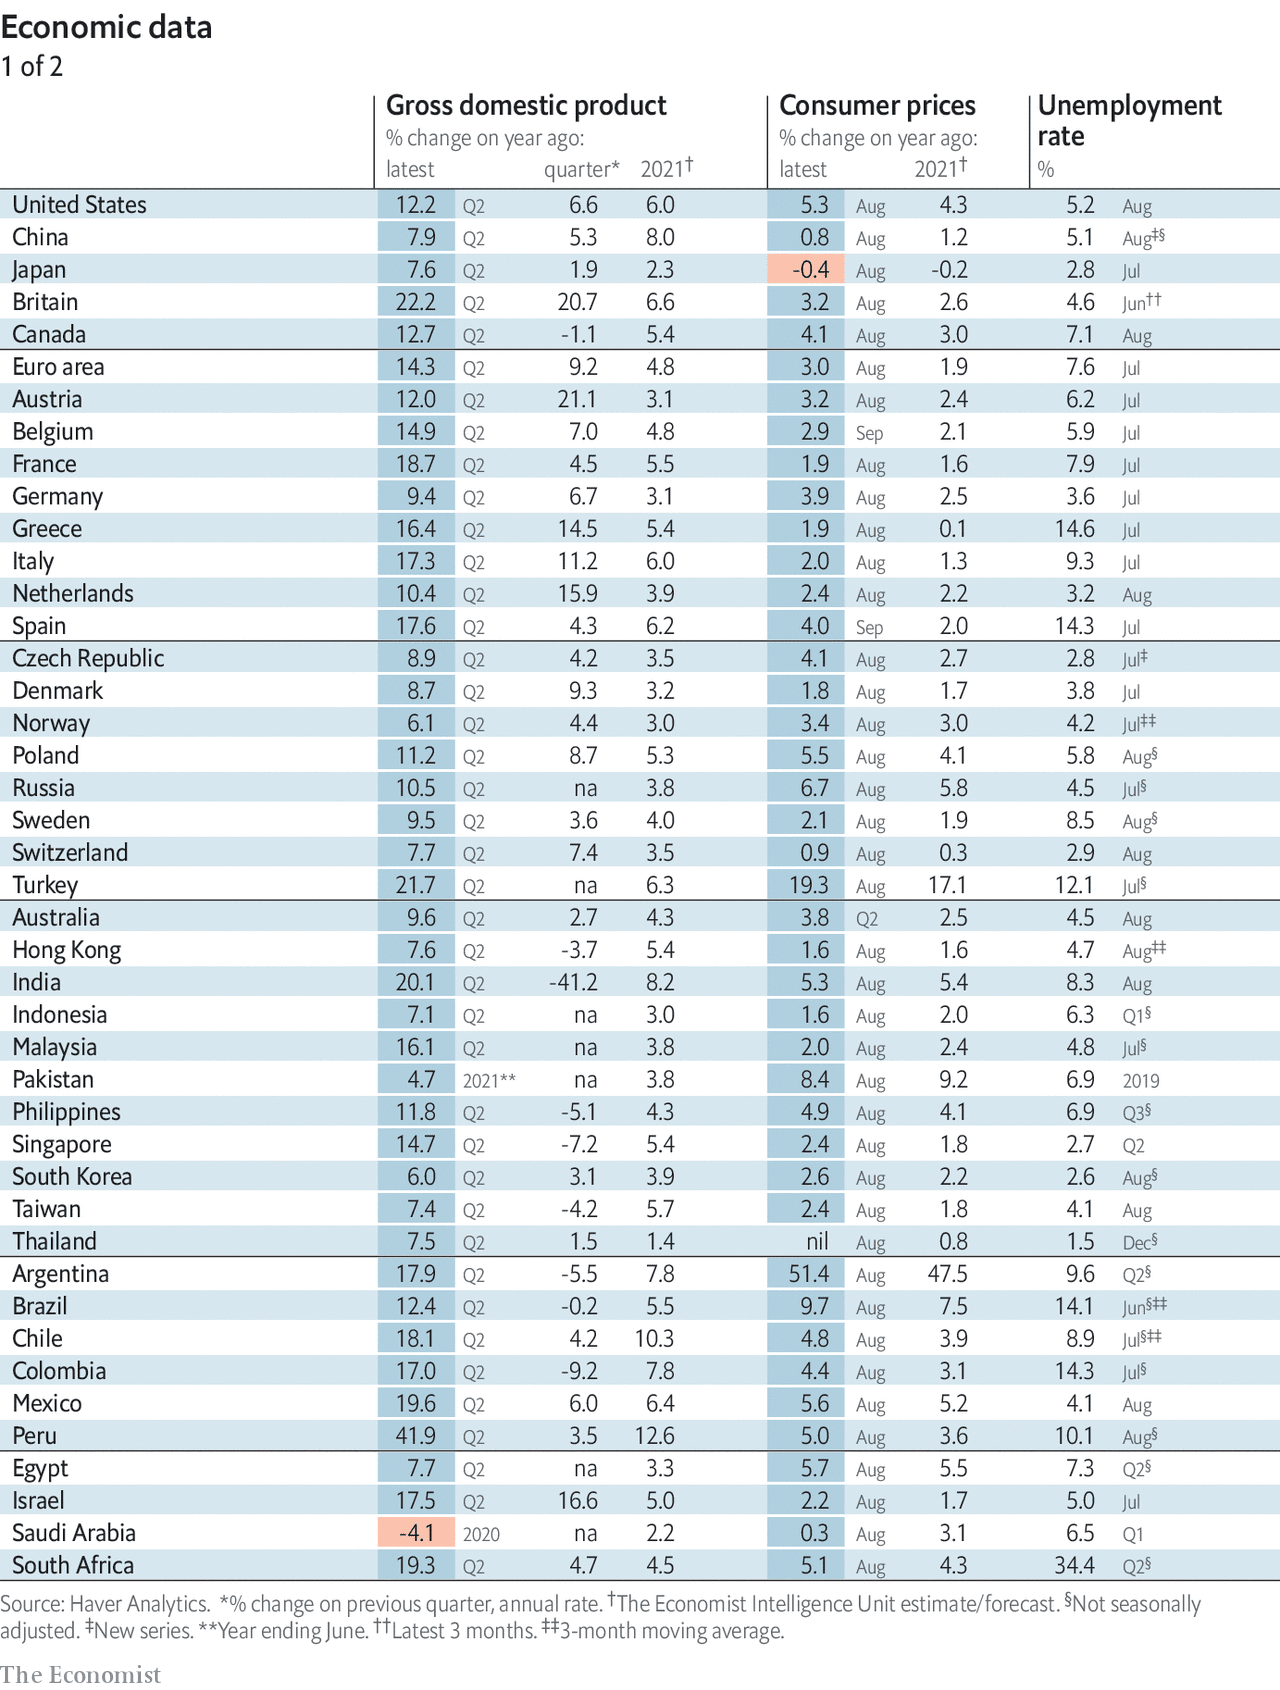 Economic data
1 of 2
Gross domestic product Consumer prices Unemployment
% change on year ago: % change on year ago: rate
latest quarter* 2021† latest 2021† %
United States 12.2 Q2 6.6 6.0 5.3 Aug 4.3 5.2 Aug
China 7.9 Q2 5.3 8.0 0.8 Aug 1.2 5.1 Aug‡§
Japan 7.6 Q2 1.9 2.3 -0.4 Aug -0.2 2.8 Jul
Britain 22.2 Q2 20.7 6.6 3.2 Aug 2.6 4.6 Jun††
Canada 12.7 Q2 -1.1 5.4 4.1 Aug 3.0 7.1 Aug
Euro area 14.3 Q2 9.2 4.8 3.0 Aug 1.9 7.6 Jul
Austria 12.0 Q2 21.1 3.1 3.2 Aug 2.4 6.2 Jul
Belgium 14.9 Q2 7.0 4.8 2.9 Sep 2.1 5.9 Jul
France 18.7 Q2 4.5 5.5 1.9 Aug 1.6 7.9 Jul
Germany 9.4 Q2 6.7 3.1 3.9 Aug 2.5 3.6 Jul
Greece 16.4 Q2 14.5 5.4 1.9 Aug 0.1 14.6 Jul
Italy 17.3 Q2 11.2 6.0 2.0 Aug 1.3 9.3 Jul
Netherlands 10.4 Q2 15.9 3.9 2.4 Aug 2.2 3.2 Aug
Spain 17.6 Q2 4.3 6.2 4.0 Sep 2.0 14.3 Jul
Czech Republic 8.9 Q2 4.2 3.5 4.1 Aug 2.7 2.8 Jul‡
Denmark 8.7 Q2 9.3 3.2 1.8 Aug 1.7 3.8 Jul
Norway 6.1 Q2 4.4 3.0 3.4 Aug 3.0 4.2 Jul‡‡
Poland 11.2 Q2 8.7 5.3 5.5 Aug 4.1 5.8 Aug§
Russia 10.5 Q2 na 3.8 6.7 Aug 5.8 4.5 Jul§
Sweden 9.5 Q2 3.6 4.0 2.1 Aug 1.9 8.5 Aug§
Switzerland 7.7 Q2 7.4 3.5 0.9 Aug 0.3 2.9 Aug
Turkey 21.7 Q2 na 6.3 19.3 Aug 17.1 12.1 Jul§
Australia 9.6 Q2 2.7 4.3 3.8 Q2 2.5 4.5 Aug
Hong Kong 7.6 Q2 -3.7 5.4 1.6 Aug 1.6 4.7 Aug‡‡
India 20.1 Q2 -41.2 8.2 5.3 Aug 5.4 8.3 Aug
Indonesia 7.1 Q2 na 3.0 1.6 Aug 2.0 6.3 Q1§
Malaysia 16.1 Q2 na 3.8 2.0 Aug 2.4 4.8 Jul§
Pakistan 4.7 2021** na 3.8 8.4 Aug 9.2 6.9 2019
Philippines 11.8 Q2 -5.1 4.3 4.9 Aug 4.1 6.9 Q3§
Singapore 14.7 Q2 -7.2 5.4 2.4 Aug 1.8 2.7 Q2
South Korea 6.0 Q2 3.1 3.9 2.6 Aug 2.2 2.6 Aug§
Taiwan 7.4 Q2 -4.2 5.7 2.4 Aug 1.8 4.1 Aug
Thailand 7.5 Q2 1.5 1.4 nil Aug 0.8 1.5 Dec§
Argentina 17.9 Q2 -5.5 7.8 51.4 Aug 47.5 9.6 Q2§
Brazil 12.4 Q2 -0.2 5.5 9.7 Aug 7.5 14.1 Jun§‡‡
Chile 18.1 Q2 4.2 10.3 4.8 Aug 3.9 8.9 Jul§‡‡
Colombia 17.0 Q2 -9.2 7.8 4.4 Aug 3.1 14.3 Jul§
Mexico 19.6 Q2 6.0 6.4 5.6 Aug 5.2 4.1 Aug
Peru 41.9 Q2 3.5 12.6 5.0 Aug 3.6 10.1 Aug§
Egypt 7.7 Q2 na 3.3 5.7 Aug 5.5 7.3 Q2§
Israel 17.5 Q2 16.6 5.0 2.2 Aug 1.7 5.0 Jul
Saudi Arabia -4.1 2020 na 2.2 0.3 Aug 3.1 6.5 Q1
South Africa 19.3 Q2 4.7 4.5 5.1 Aug 4.3 34.4 Q2§
Source: Haver Analytics. *% change on previous quarter, annual rate. †The Economist Intelligence Unit estimate/forecast. §Not seasonally
adjusted. ‡New series. **Year ending June. ††Latest 3 months. ‡‡3-month moving average.
The Economist